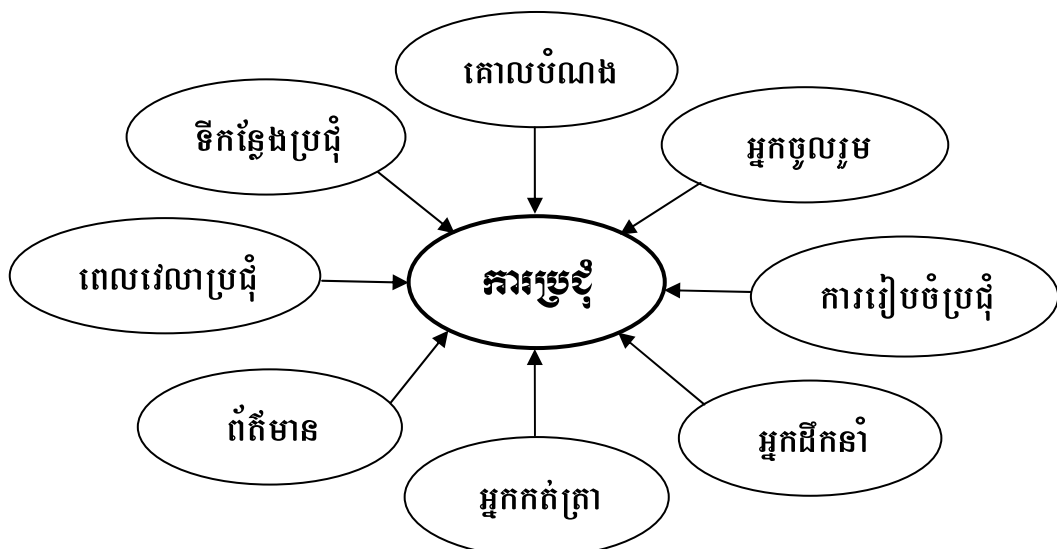 គោលបំណង
ទីកន្លែងប្រជុំ
អ្នកចូលរួម
ពេលវេលាប្រជុំ
ការប្រជុំ
ការរៀបចំប្រជុំ
ព័ត៌មាន
អ្នកដឹកនាំ
អ្នកកត់ត្រា